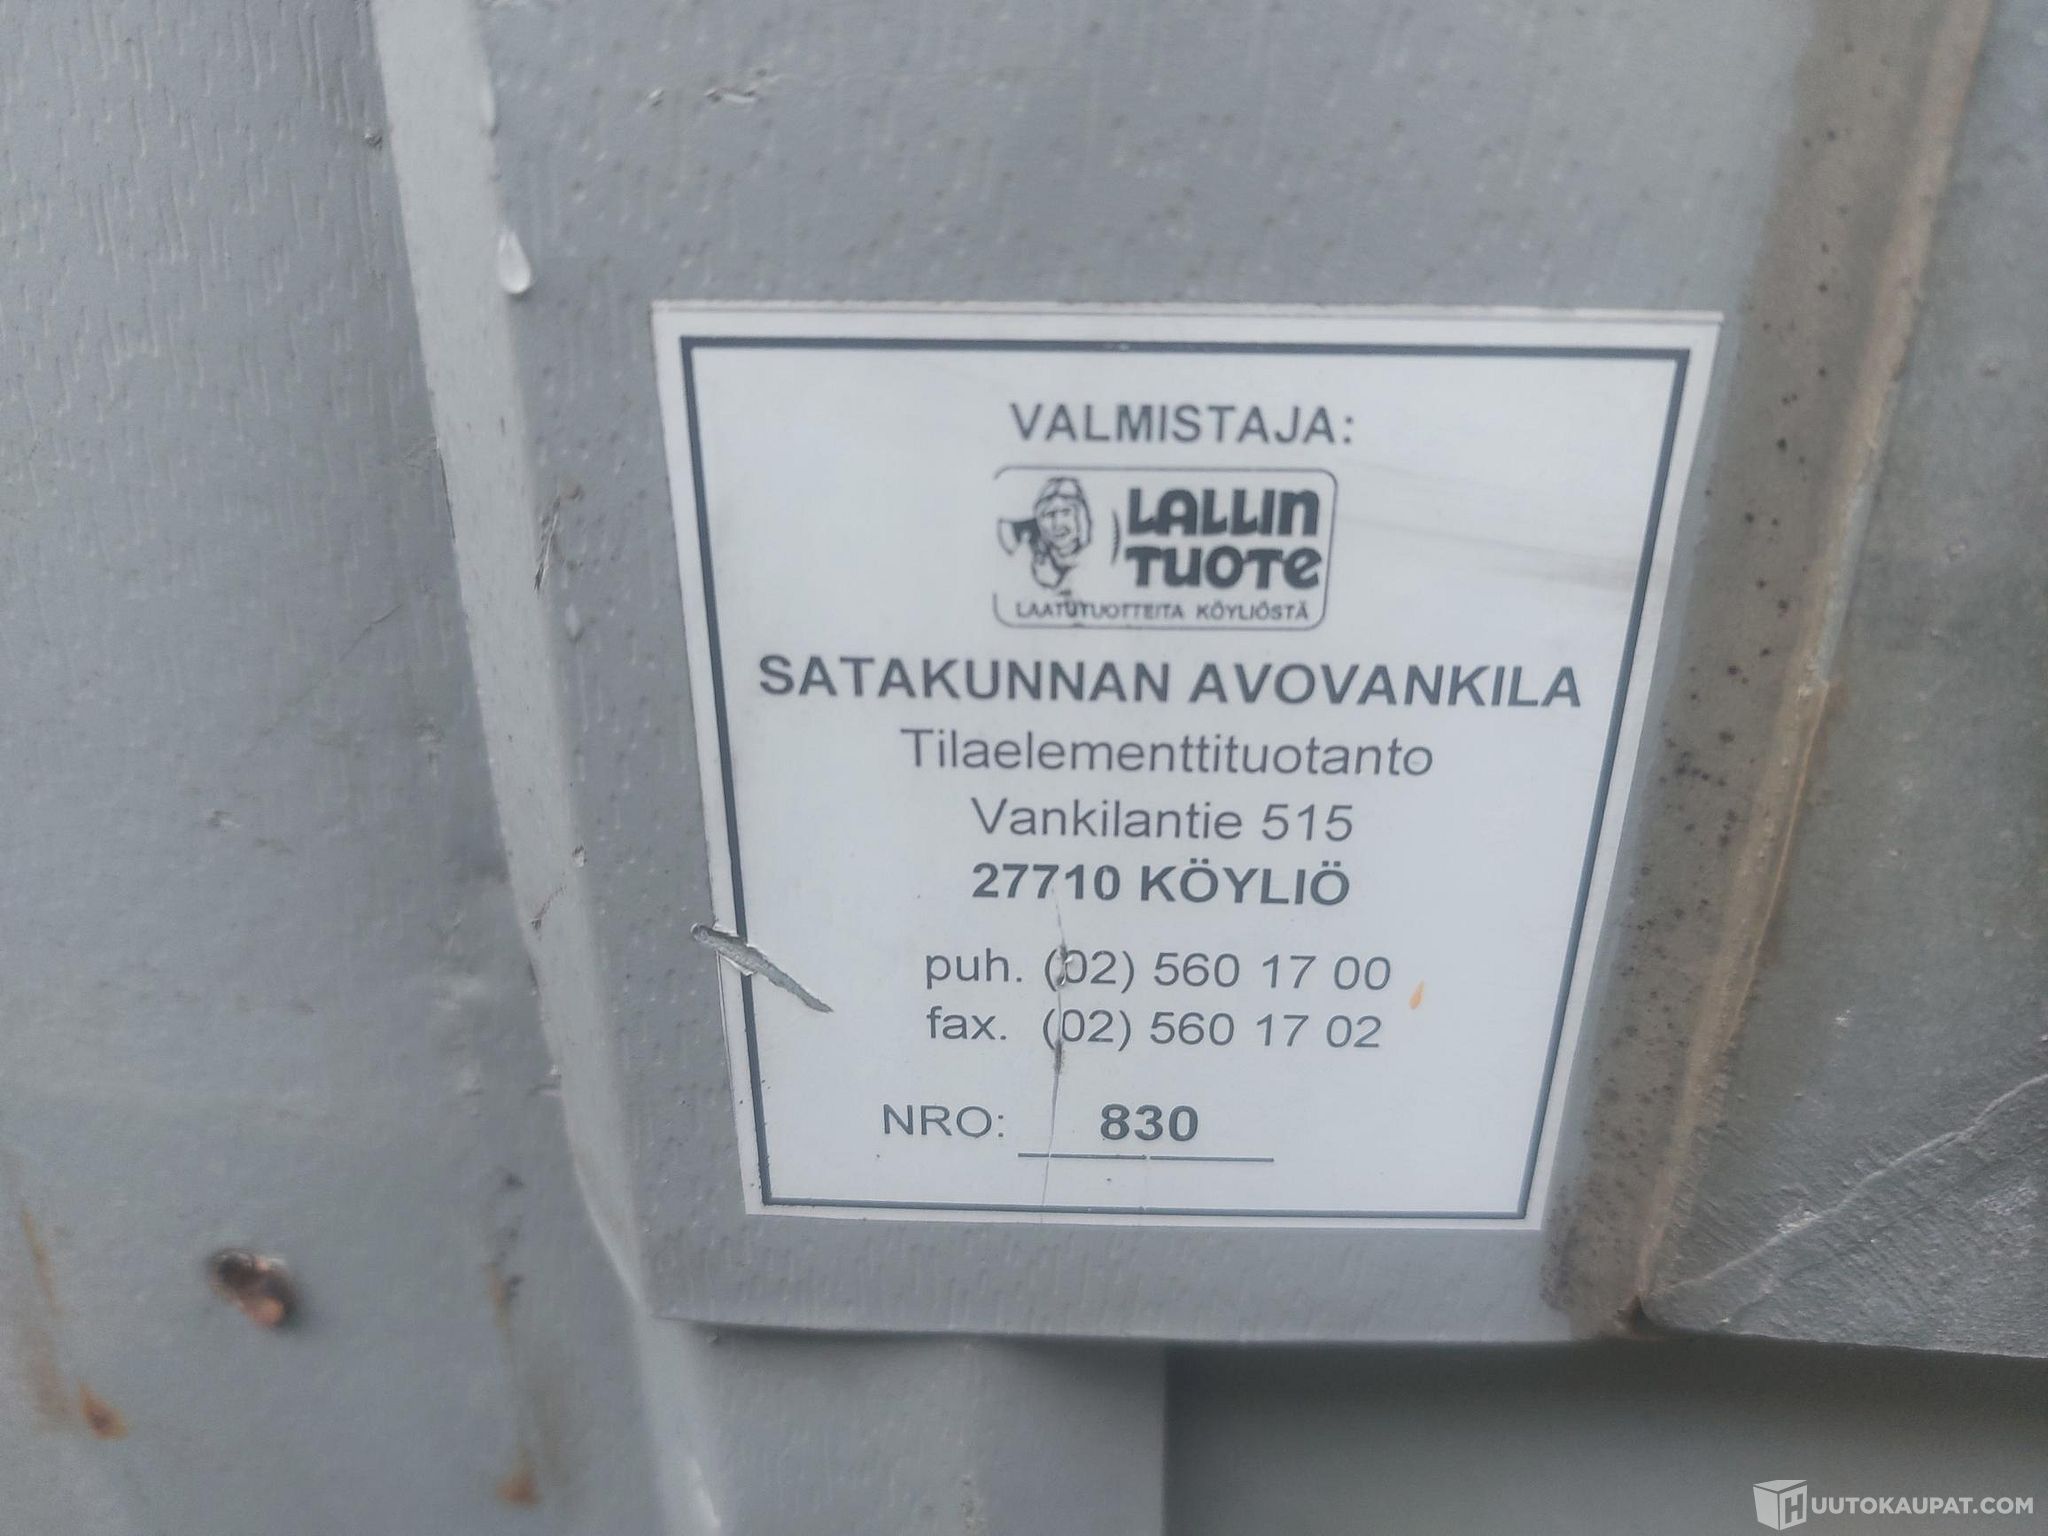 VALMISTAJA:
LALLIN
TUOTE
LAATUTUOTTEITA KÖYLIÖSTÄ
SATAKUNNAN AVOVANKILA
Tilaelementtituotanto
Vankilantie 515
27710 KÖYLIÖ
puh. (02) 560 17 00
fax. (02) 560 17 02
NRO: 830
HUUTOKAUPAT.COM